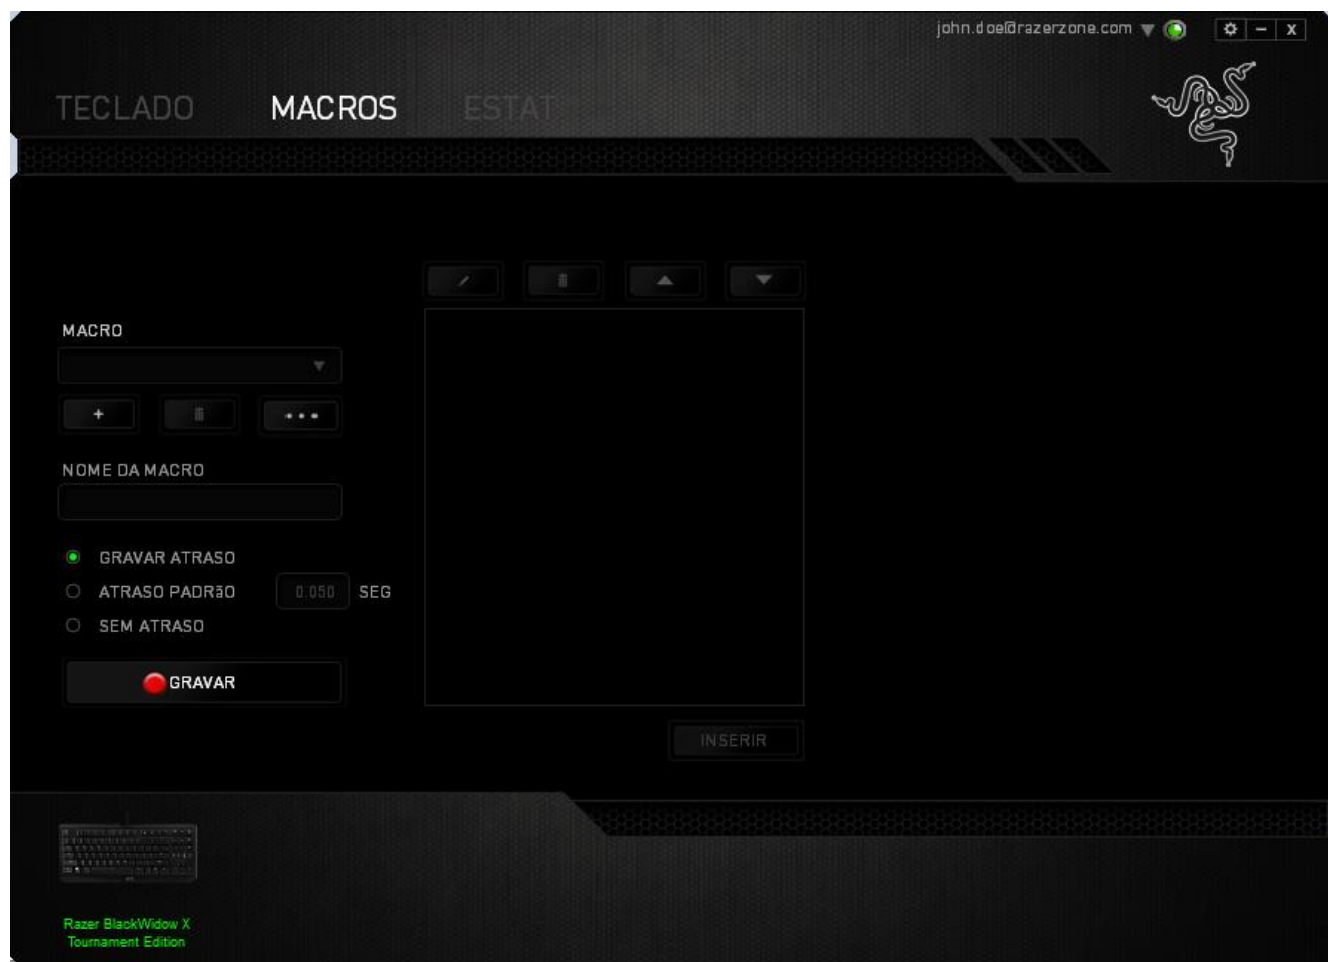 john.doe@razerzone.com
TECLADO MACROS ESTAT
MACRO
NOME DA MACRO
GRAVAR ATRASO
ATRASO PADRão 0.050 SEG
SEM ATRASO
GRAVAR
INSERIR
Razer BlackWidow X
Tournament Edition